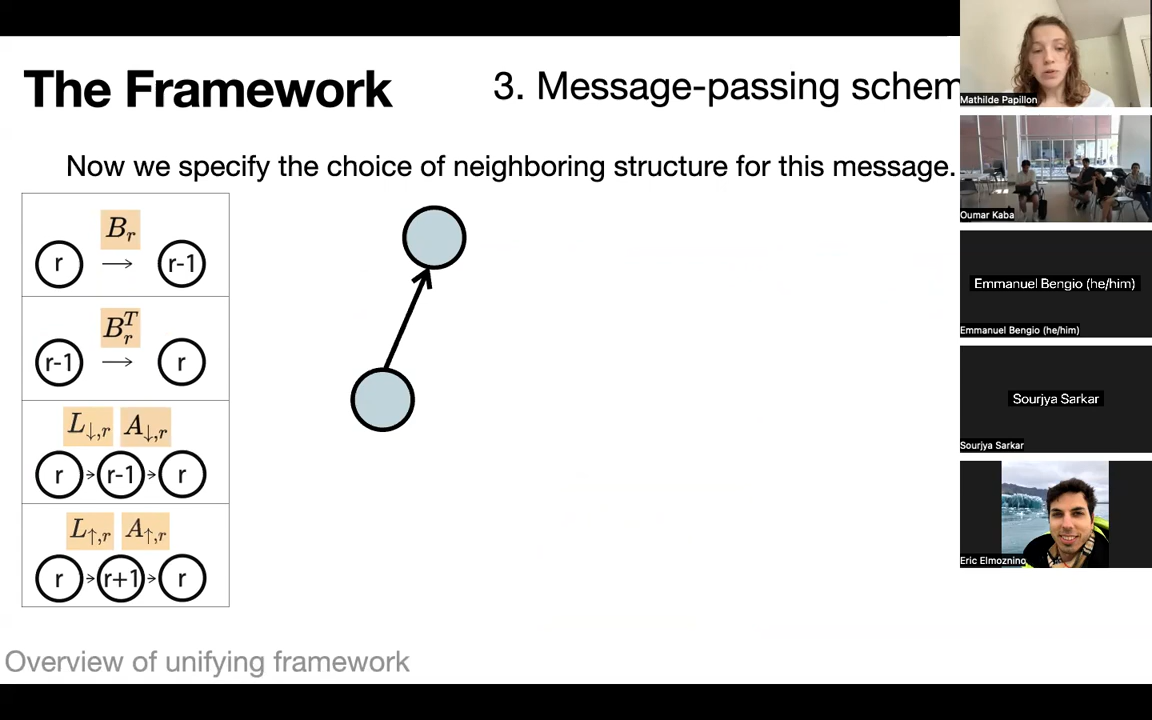 The Framework
3. Message-passing schem
Now we specify the choice of neighboring structure for this message.
B_r
r → r-1
B_r^T
r-1 → r
L_↓,r A_↓,r
r → r-1 → r
L_↑,r A_↑,r
r → r+1 → r
Overview of unifying framework
Mathilde Papillon
Oumar Kaba
Emmanuel Bengio (he/him)
Emmanuel Bengio (he/him)
Sourjya Sarkar
Sourjya Sarkar
Eric Elmoznino